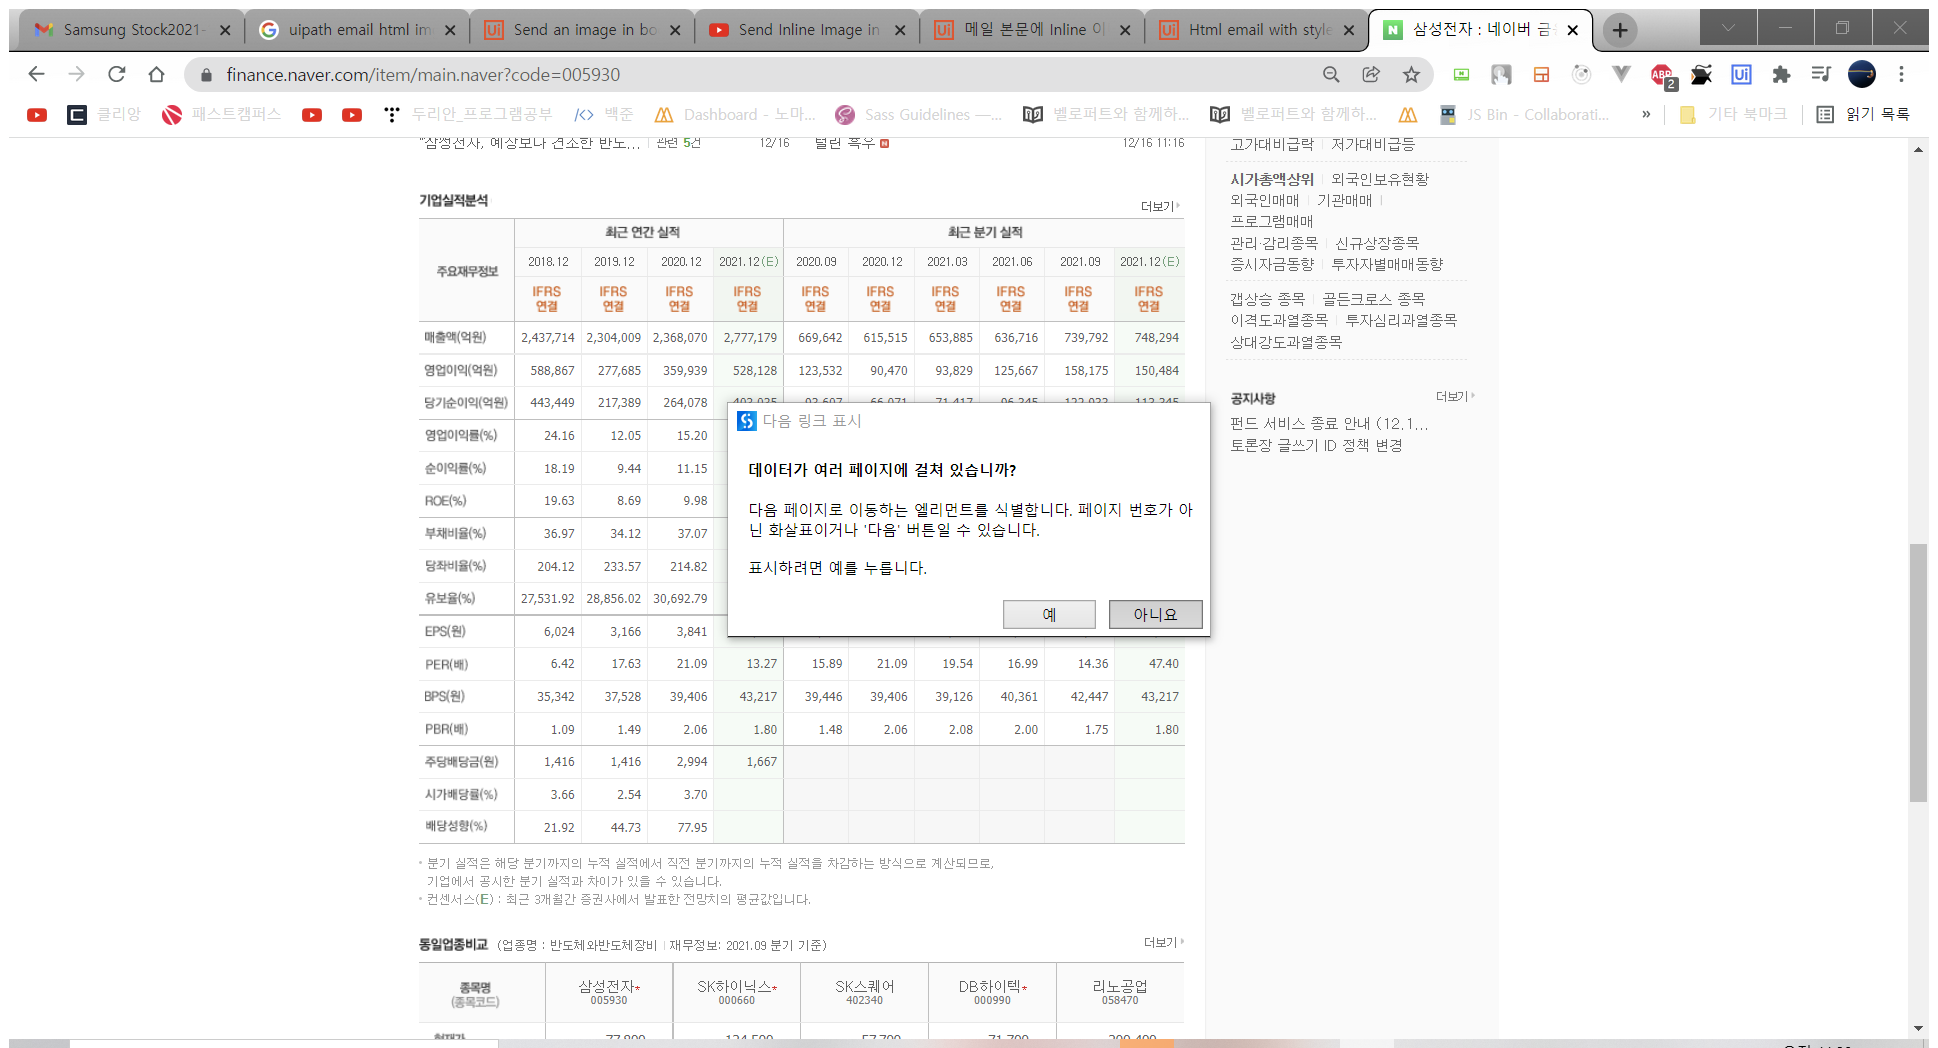 Samsung Stock2021-
uipath email html im
Send an image in bo
Send Inline Image in
메일 본문에 Inline 이
Html email with style
삼성전자 : 네이버 금
finance.naver.com/item/main.naver?code=005930
클리앙 패스트캠퍼스 두리안_프로그램공부 백준 Dashboard - 노마... Sass Guidelines —... 벨로퍼트와 함께하... 벨로퍼트와 함께하... JS Bin - Collaborati... » 기타 북마크 읽기 목록
"삼성전자, 예상보다 견조한 반도... 관련 5건 12/16 털린 흑우 N 12/16 11:16
기업실적분석 더보기
주요재무정보 최근 연간 실적 최근 분기 실적
2018.12 2019.12 2020.12 2021.12(E) 2020.09 2020.12 2021.03 2021.06 2021.09 2021.12(E)
IFRS IFRS IFRS IFRS IFRS IFRS IFRS IFRS IFRS IFRS
연결 연결 연결 연결 연결 연결 연결 연결 연결 연결
매출액(억원) 2,437,714 2,304,009 2,368,070 2,777,179 669,642 615,515 653,885 636,716 739,792 748,294
영업이익(억원) 588,867 277,685 359,939 528,128 123,532 90,470 93,829 125,667 158,175 150,484
당기순이익(억원) 443,449 217,389 264,078
영업이익률(%) 24.16 12.05 15.20
순이익률(%) 18.19 9.44 11.15
ROE(%) 19.63 8.69 9.98
부채비율(%) 36.97 34.12 37.07
당좌비율(%) 204.12 233.57 214.82
유보율(%) 27,531.92 28,856.02 30,692.79
EPS(원) 6,024 3,166 3,841
PER(배) 6.42 17.63 21.09 13.27 15.89 21.09 19.54 16.99 14.36 47.40
BPS(원) 35,342 37,528 39,406 43,217 39,446 39,406 39,126 40,361 42,447 43,217
PBR(배) 1.09 1.49 2.06 1.80 1.48 2.06 2.08 2.00 1.75 1.80
주당배당금(원) 1,416 1,416 2,994 1,667
시가배당률(%) 3.66 2.54 3.70
배당성향(%) 21.92 44.73 77.95
다음 링크 표시
데이터가 여러 페이지에 걸쳐 있습니까?
다음 페이지로 이동하는 엘리먼트를 식별합니다. 페이지 번호가 아
닌 화살표이거나 '다음' 버튼일 수 있습니다.
표시하려면 예를 누릅니다.
예 아니요
* 분기 실적은 해당 분기까지의 누적 실적에서 직전 분기까지의 누적 실적을 차감하는 방식으로 계산되므로,
기업에서 공시한 분기 실적과 차이가 있을 수 있습니다.
* 컨센서스(E) : 최근 3개월간 증권사에서 발표한 전망치의 평균값입니다.
동일업종비교 (업종명 : 반도체와반도체장비 | 재무정보: 2021.09 분기 기준) 더보기
종목명 삼성전자* SK하이닉스* SK스퀘어 DB하이텍* 리노공업
(종목코드) 005930 000660 402340 000990 058470
고가대비급락 저가대비급등
시가총액상위 외국인보유현황
외국인매매 기관매매
프로그램매매
관리·감리종목 신규상장종목
증시자금동향 투자자별매매동향
갭상승 종목 골든크로스 종목
이격도과열종목 투자심리과열종목
상대강도과열종목
공지사항 더보기
펀드 서비스 종료 안내 (12.1...
토론장 글쓰기 ID 정책 변경